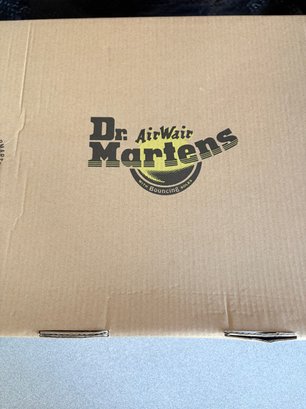 Dr. AirWair
Martens
WITH Bouncing SOLES